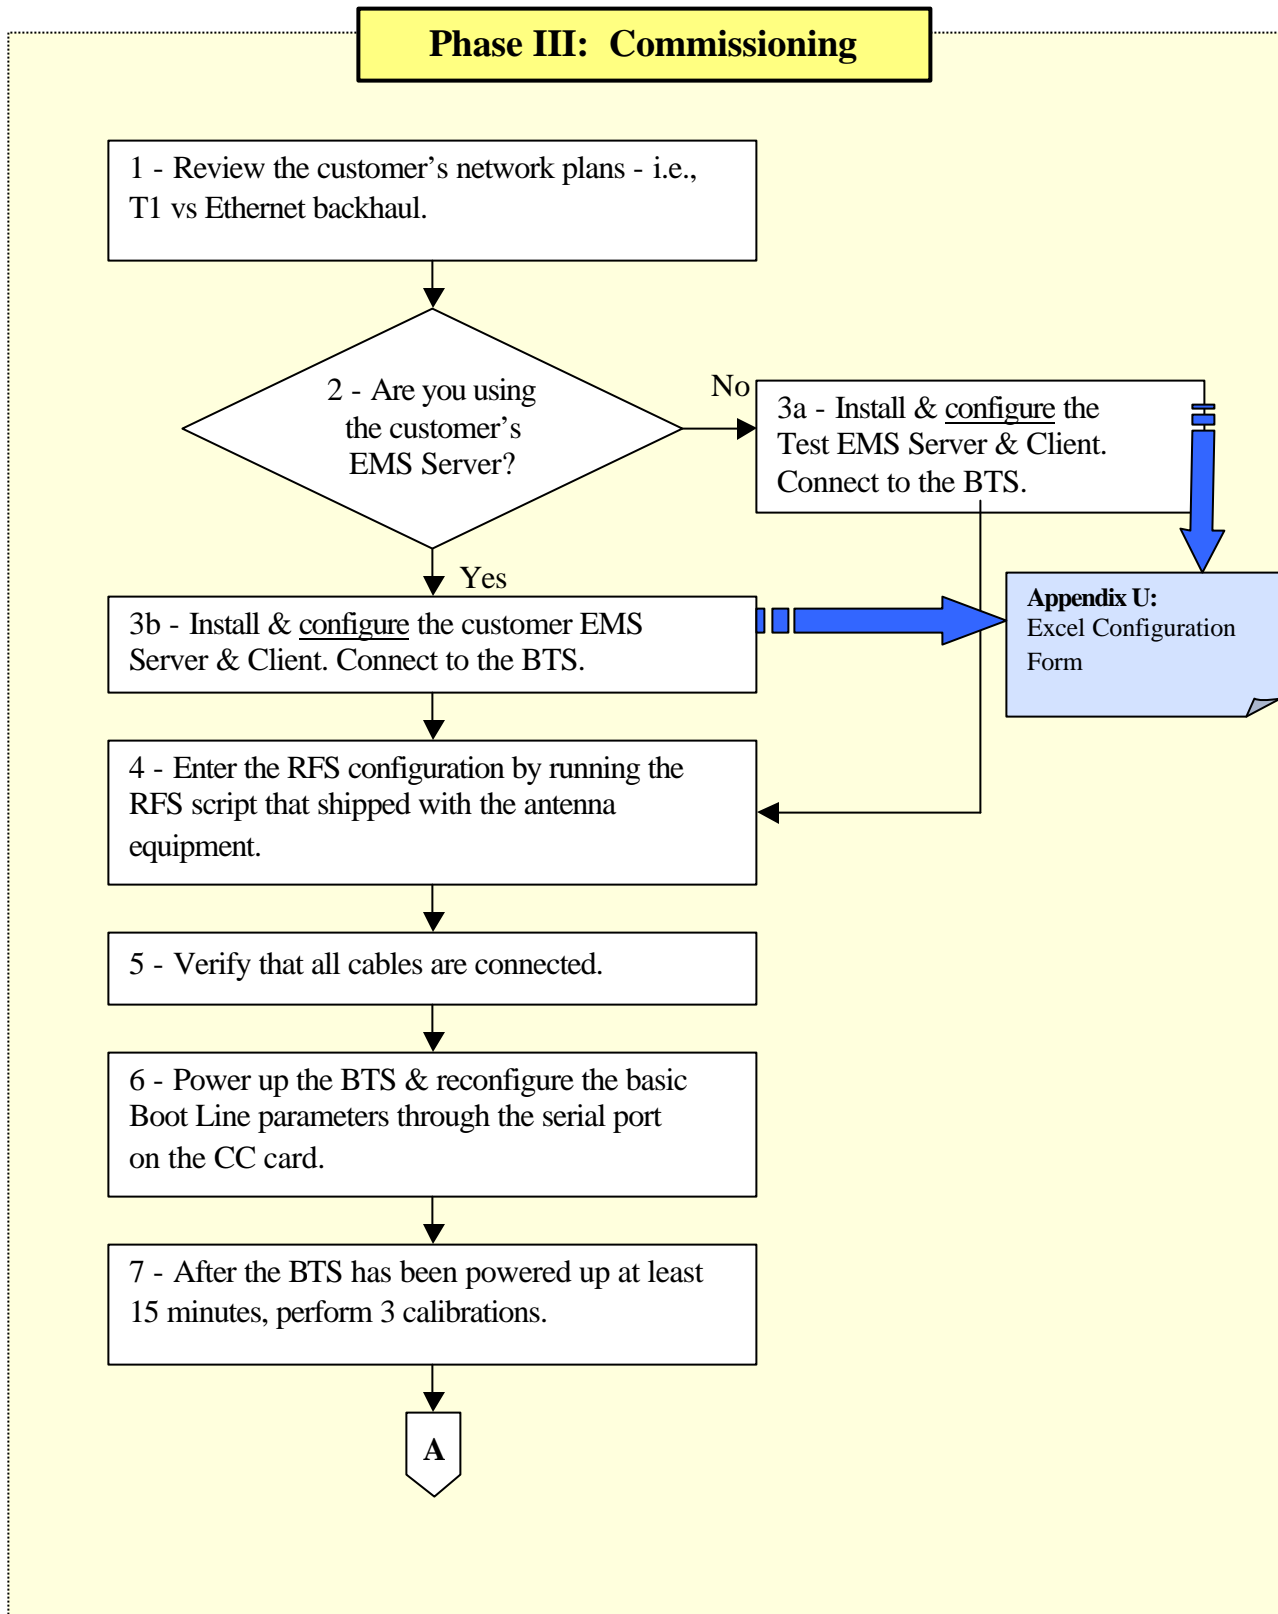 Phase III: Commissioning
1 - Review the customer’s network plans - i.e.,
T1 vs Ethernet backhaul.
2 - Are you using
the customer’s
EMS Server?
No
3a - Install & configure the
Test EMS Server & Client.
Connect to the BTS.
Yes
3b - Install & configure the customer EMS
Server & Client. Connect to the BTS.
Appendix U:
Excel Configuration
Form
4 - Enter the RFS configuration by running the
RFS script that shipped with the antenna
equipment.
5 - Verify that all cables are connected.
6 - Power up the BTS & reconfigure the basic
Boot Line parameters through the serial port
on the CC card.
7 - After the BTS has been powered up at least
15 minutes, perform 3 calibrations.
A